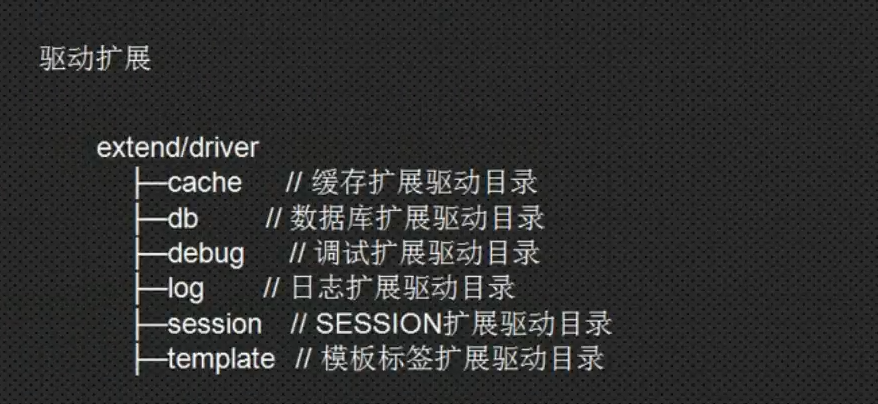 驱动扩展
extend/driver
├─cache // 缓存扩展驱动目录
├─db // 数据库扩展驱动目录
├─debug // 调试扩展驱动目录
├─log // 日志扩展驱动目录
├─session // SESSION扩展驱动目录
├─template // 模板标签扩展驱动目录